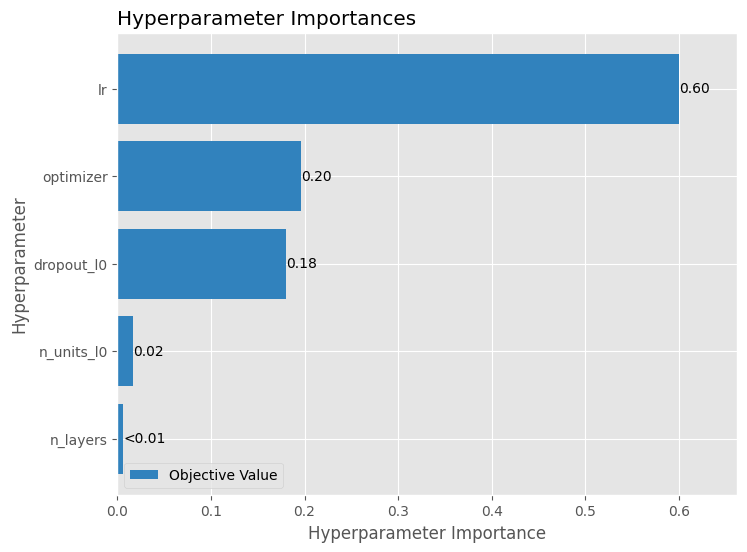 Hyperparameter Importances
Hyperparameter
lr
0.60
optimizer
0.20
dropout_l0
0.18
n_units_l0
0.02
n_layers
<0.01
Objective Value
0.0 0.1 0.2 0.3 0.4 0.5 0.6
Hyperparameter Importance